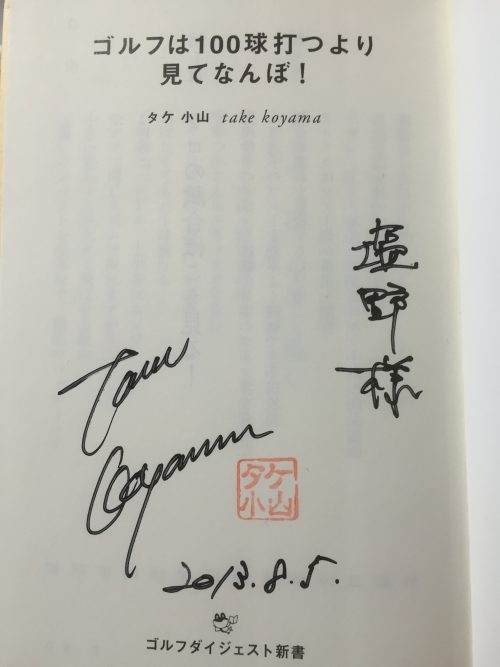 ゴルフは100球打つより
見てなんぼ!
タケ 小山 take koyama
塩野様
Take
Koyama
タケ
小山
2013.8.5.
ゴルフダイジェスト新書